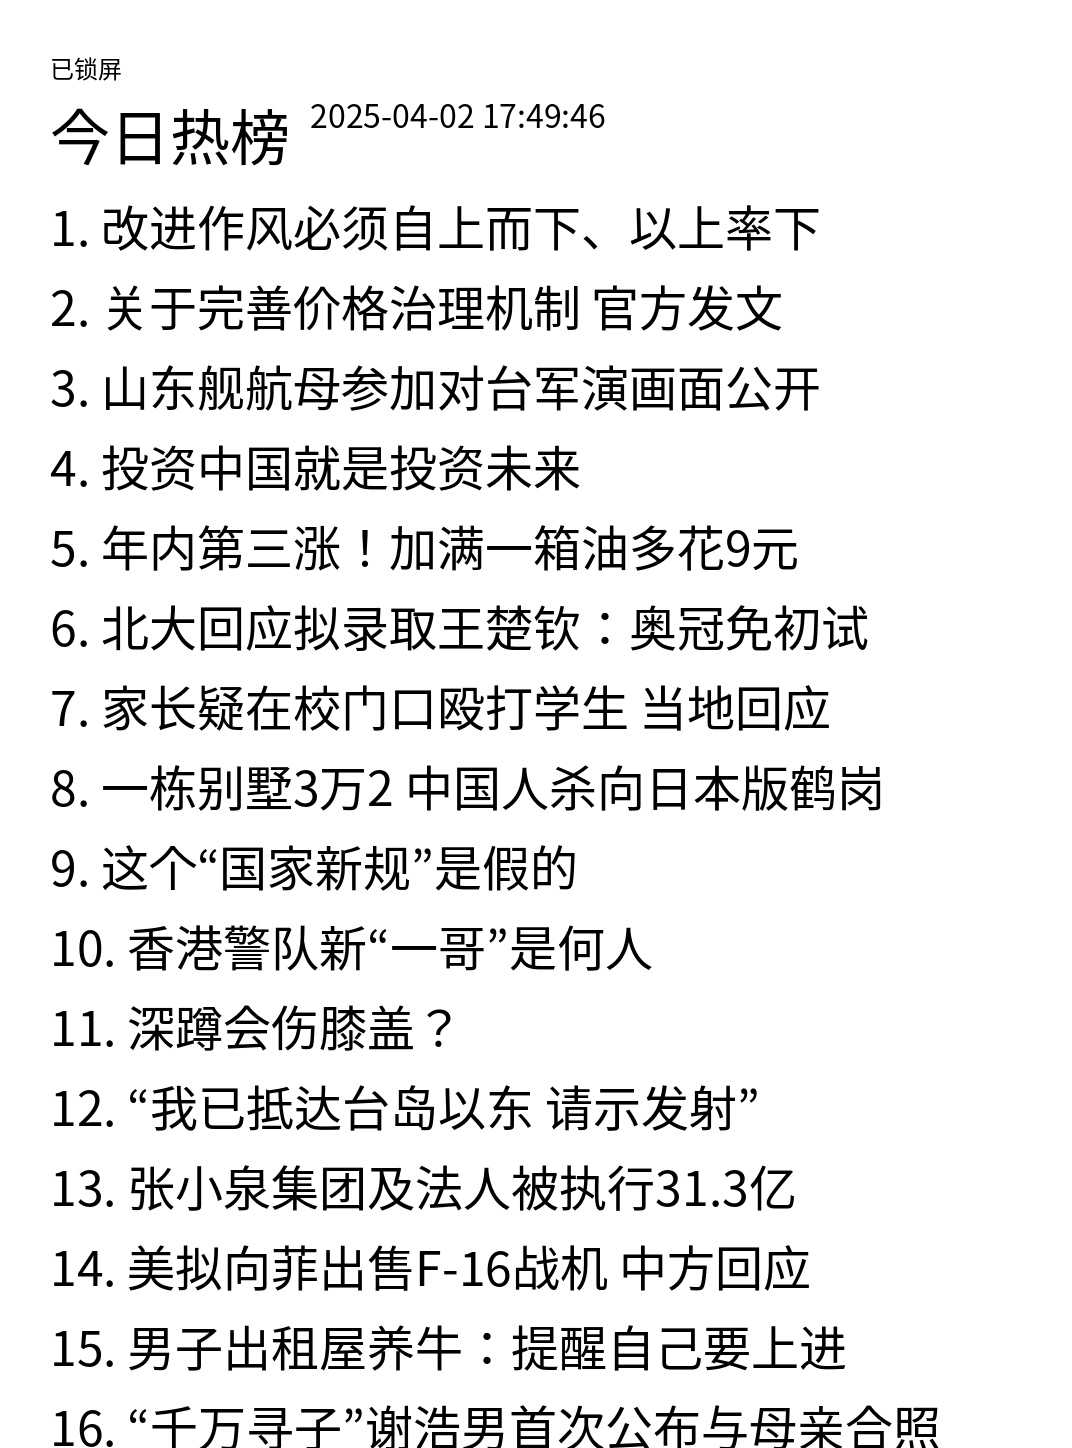 已锁屏
今日热榜 2025-04-02 17:49:46
1. 改进作风必须自上而下、以上率下
2. 关于完善价格治理机制 官方发文
3. 山东舰航母参加对台军演画面公开
4. 投资中国就是投资未来
5. 年内第三涨！加满一箱油多花9元
6. 北大回应拟录取王楚钦：奥冠免初试
7. 家长疑在校门口殴打学生 当地回应
8. 一栋别墅3万2 中国人杀向日本版鹤岗
9. 这个“国家新规”是假的
10. 香港警队新“一哥”是何人
11. 深蹲会伤膝盖？
12. “我已抵达台岛以东 请示发射”
13. 张小泉集团及法人被执行31.3亿
14. 美拟向菲出售F-16战机 中方回应
15. 男子出租屋养牛：提醒自己要上进
16. “千万寻子”谢浩男首次公布与母亲合照